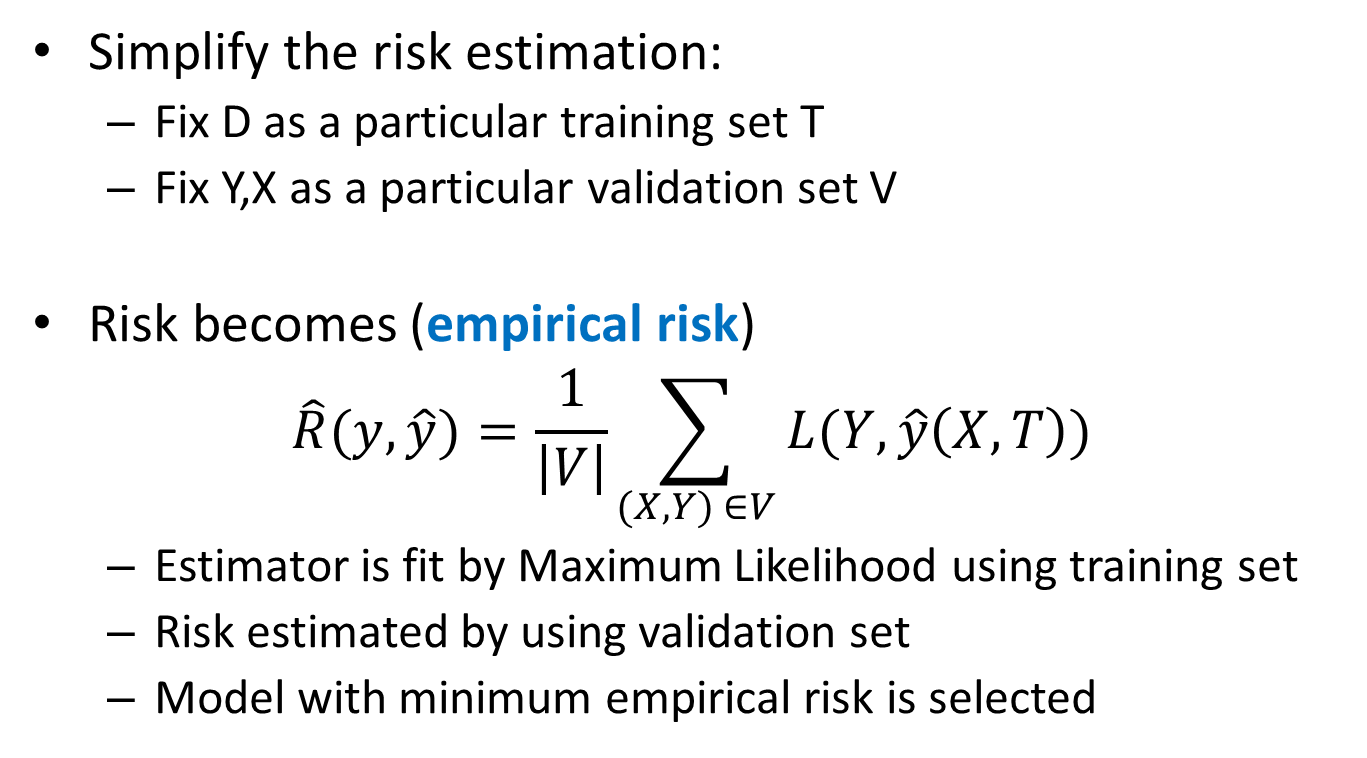 • Simplify the risk estimation:
– Fix D as a particular training set T
– Fix Y,X as a particular validation set V
• Risk becomes (empirical risk)
R̂(y, ŷ) = 1/|V| ∑_{(X,Y) ∈V} L(Y, ŷ(X, T))
– Estimator is fit by Maximum Likelihood using training set
– Risk estimated by using validation set
– Model with minimum empirical risk is selected